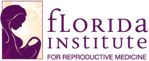 fLORIDA
INSTITUTE
FOR REPRODUCTIVE MEDICINE